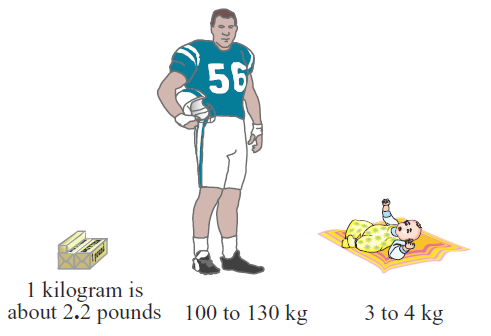 56
1 kilogram is
about 2.2 pounds
100 to 130 kg
3 to 4 kg